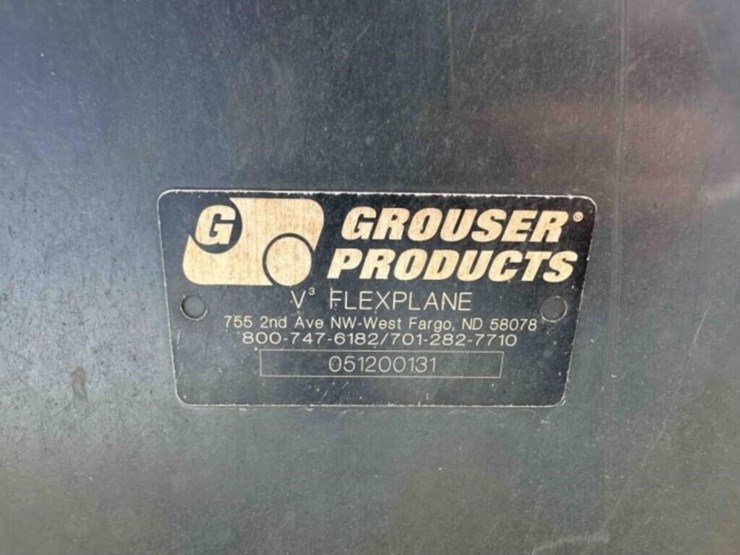 G
GROUSER®
PRODUCTS
V³ FLEXPLANE
755 2nd Ave NW-West Fargo, ND 58078
800-747-6182/701-282-7710
051200131